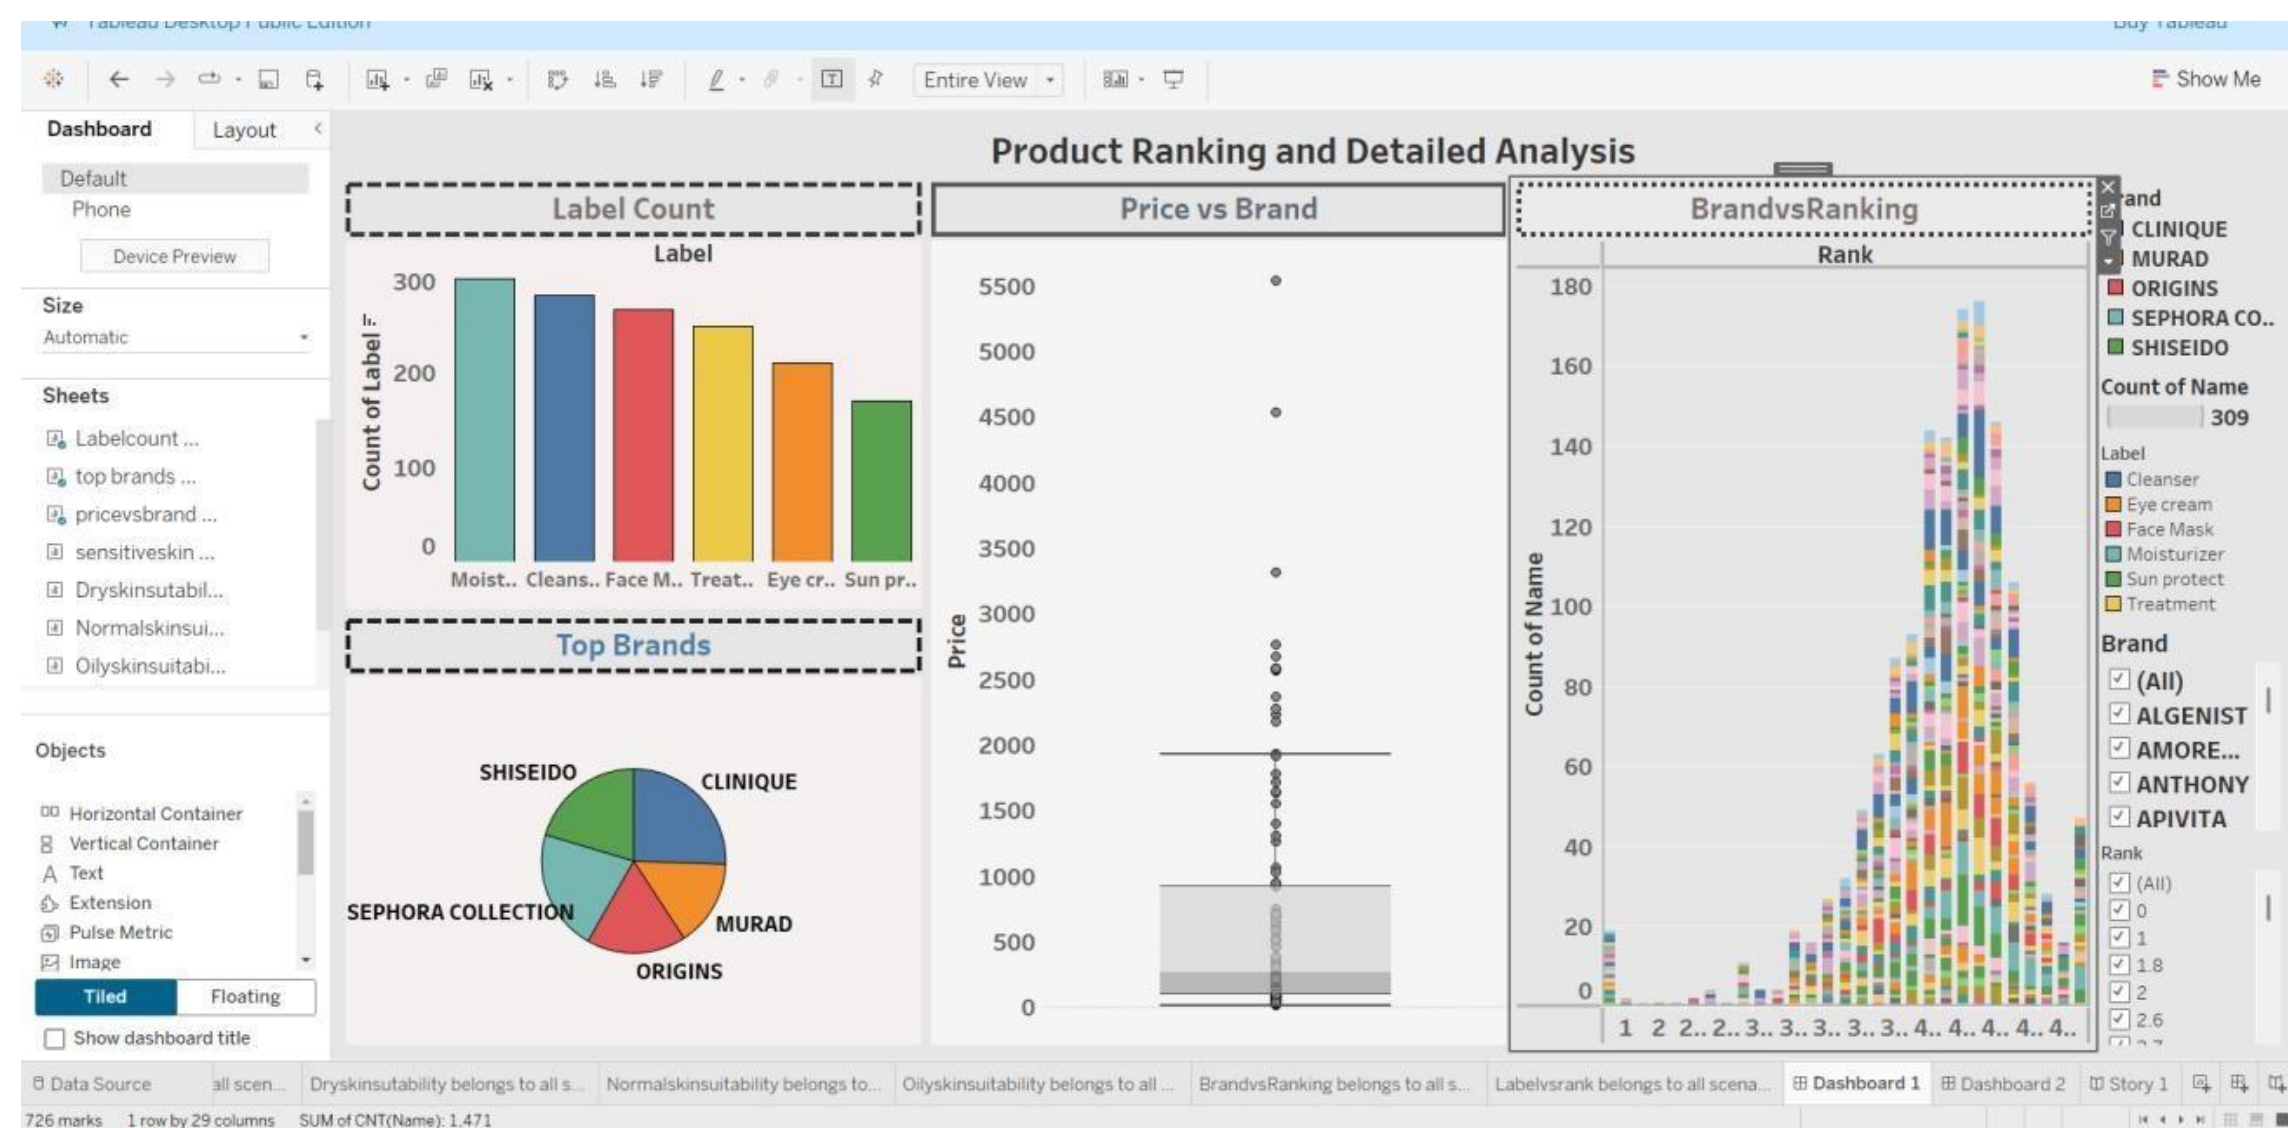 Tableau Desktop Public Edition
Buy Tableau
Entire View
Show Me
Dashboard
Layout
Default
Phone
Device Preview
Size
Automatic
Sheets
Labelcount ...
top brands ...
pricevsbrand ...
sensitiveskin ...
Dryskinsutabil...
Normalskinsui...
Oilyskinsuitabi...
Objects
Horizontal Container
Vertical Container
Text
Extension
Pulse Metric
Image
Tiled
Floating
Show dashboard title
Product Ranking and Detailed Analysis
Label Count
Label
Count of Label
300
200
100
0
Moist.. Cleans.. Face M.. Treat.. Eye cr.. Sun pr..
Top Brands
SHISEIDO
CLINIQUE
SEPHORA COLLECTION
MURAD
ORIGINS
Price vs Brand
Price
5500
5000
4500
4000
3500
3000
2500
2000
1500
1000
500
0
BrandvsRanking
Rank
Count of Name
180
160
140
120
100
80
60
40
20
0
1 2 2.. 2.. 3.. 3.. 3.. 3.. 3.. 4.. 4.. 4.. 4.. 4..
rand
CLINIQUE
MURAD
ORIGINS
SEPHORA CO..
SHISEIDO
Count of Name
309
Label
Cleanser
Eye cream
Face Mask
Moisturizer
Sun protect
Treatment
Brand
(All)
ALGENIST
AMORE...
ANTHONY
APIVITA
Rank
(All)
0
1
1.8
2
2.6
2.7
Data Source
all scen...
Dryskinsutability belongs to all s...
Normalskinsuitability belongs to...
Oilyskinsuitability belongs to all ...
BrandvsRanking belongs to all s...
Labelvsrank belongs to all scena...
Dashboard 1
Dashboard 2
Story 1
726 marks 1 row by 29 columns SUM of CNT(Name): 1,471